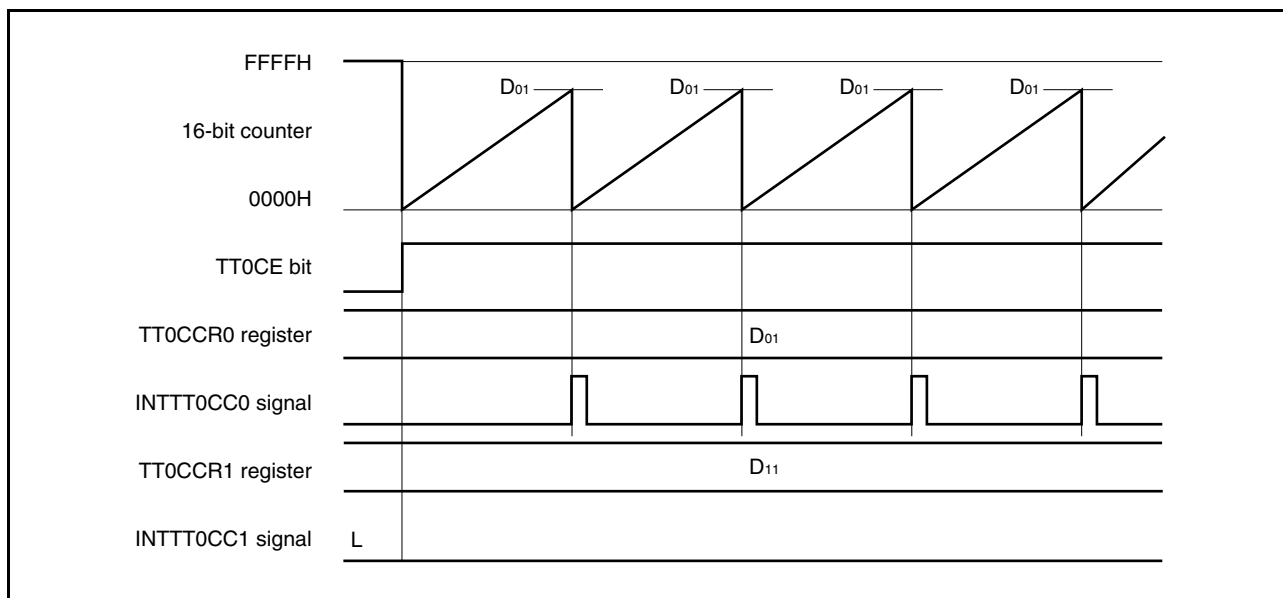 FFFFH
D01 D01 D01 D01
16-bit counter
0000H
TT0CE bit
TT0CCR0 register D01
INTTT0CC0 signal
TT0CCR1 register D11
INTTT0CC1 signal L